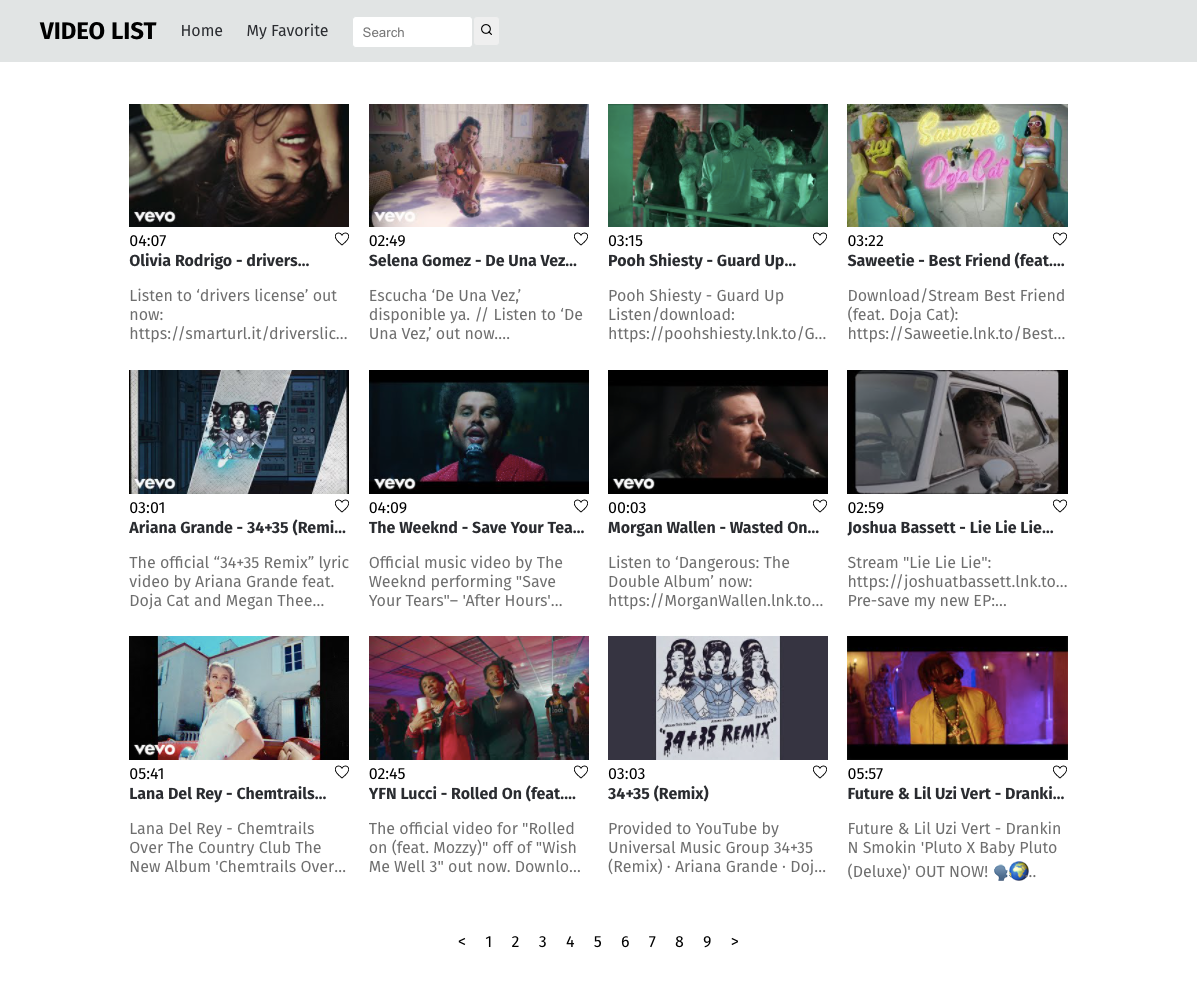 VIDEO LIST Home My Favorite Search
vevo
vevo
Saweetie
&
Doja Cat
04:07
Olivia Rodrigo - drivers...
Listen to ‘drivers license’ out
now:
https://smarturl.it/driverslic...
02:49
Selena Gomez - De Una Vez...
Escucha ‘De Una Vez,’
disponible ya. // Listen to ‘De
Una Vez,’ out now....
03:15
Pooh Shiesty - Guard Up...
Pooh Shiesty - Guard Up
Listen/download:
https://poohshiesty.lnk.to/G...
03:22
Saweetie - Best Friend (feat....
Download/Stream Best Friend
(feat. Doja Cat):
https://Saweetie.lnk.to/Best...
vevo
vevo
vevo
03:01
Ariana Grande - 34+35 (Remi...
The official “34+35 Remix” lyric
video by Ariana Grande feat.
Doja Cat and Megan Thee...
04:09
The Weeknd - Save Your Tea...
Official music video by The
Weeknd performing "Save
Your Tears"– 'After Hours'...
00:03
Morgan Wallen - Wasted On...
Listen to ‘Dangerous: The
Double Album’ now:
https://MorganWallen.lnk.to...
02:59
Joshua Bassett - Lie Lie Lie...
Stream "Lie Lie Lie":
https://joshuatbassett.lnk.to...
Pre-save my new EP:...
vevo
"34+35 REMIX"
05:41
Lana Del Rey - Chemtrails...
Lana Del Rey - Chemtrails
Over The Country Club The
New Album 'Chemtrails Over...
02:45
YFN Lucci - Rolled On (feat....
The official video for "Rolled
on (feat. Mozzy)" off of "Wish
Me Well 3" out now. Downlo...
03:03
34+35 (Remix)
Provided to YouTube by
Universal Music Group 34+35
(Remix) · Ariana Grande · Doj...
05:57
Future & Lil Uzi Vert - Dranki...
Future & Lil Uzi Vert - Drankin
N Smokin 'Pluto X Baby Pluto
(Deluxe)' OUT NOW! 🗣🌍..
< 1 2 3 4 5 6 7 8 9 >